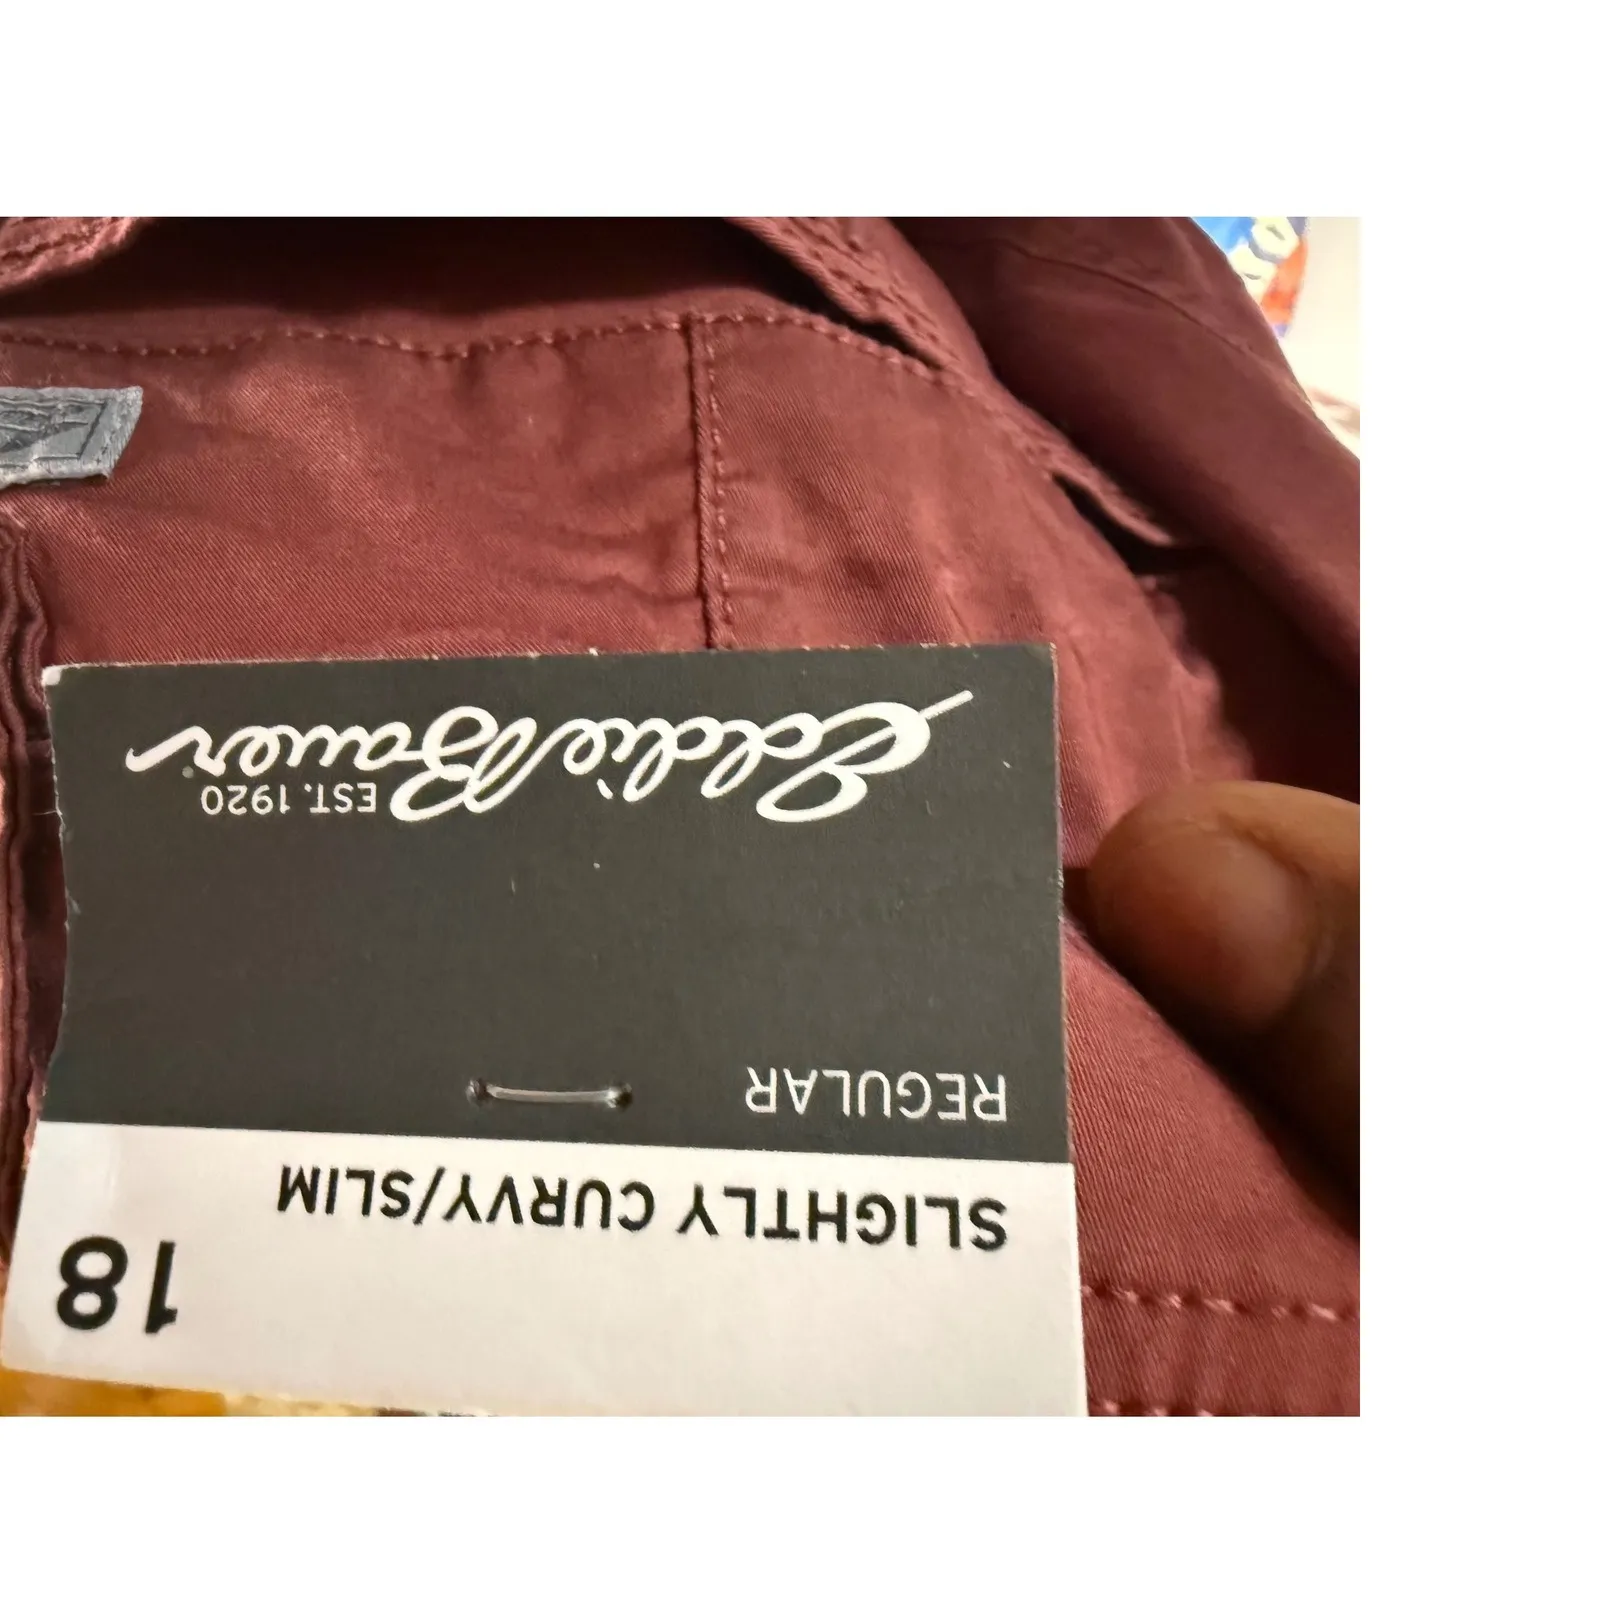 18
SLIGHTLY CURVY/SLIM
REGULAR
EST. 1920
Eddie Bauer